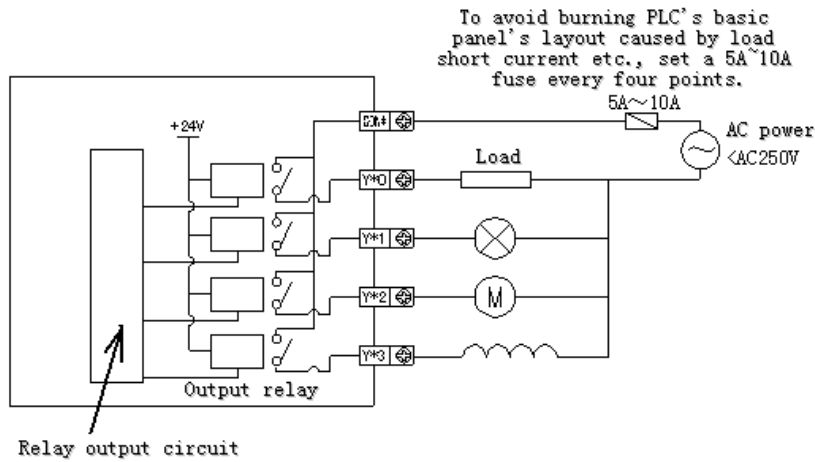 To avoid burning PLC's basic
panel's layout caused by load
short current etc., set a 5A~10A
fuse every four points.
5A～10A
COM#
AC power
<AC250V
+24V
Load
Y*0
Y*1
Y*2
M
Y*3
Output relay
Relay output circuit